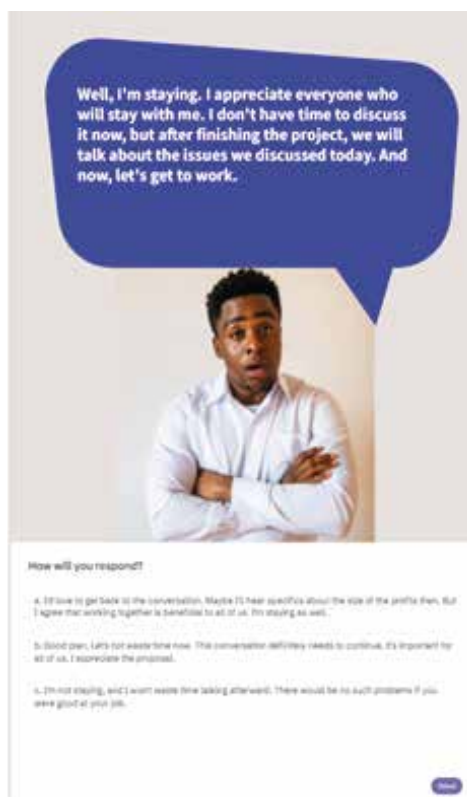 Well, I'm staying. I appreciate everyone who
will stay with me. I don't have time to discuss
it now, but after finishing the project, we will
talk about the issues we discussed today. And
now, let's get to work.
How will you respond?
a. I'd love to get back to the conversation. Maybe I'll hear specifics about the size of the profits then. But
I agree that working together is beneficial to all of us. I'm staying as well.
b. Good plan. Let's not waste time now. This conversation definitely needs to continue. It's important for
all of us. I appreciate the proposal.
c. I'm not staying, and I won't waste time talking afterward. There would be no such problems if you
were good at your job.